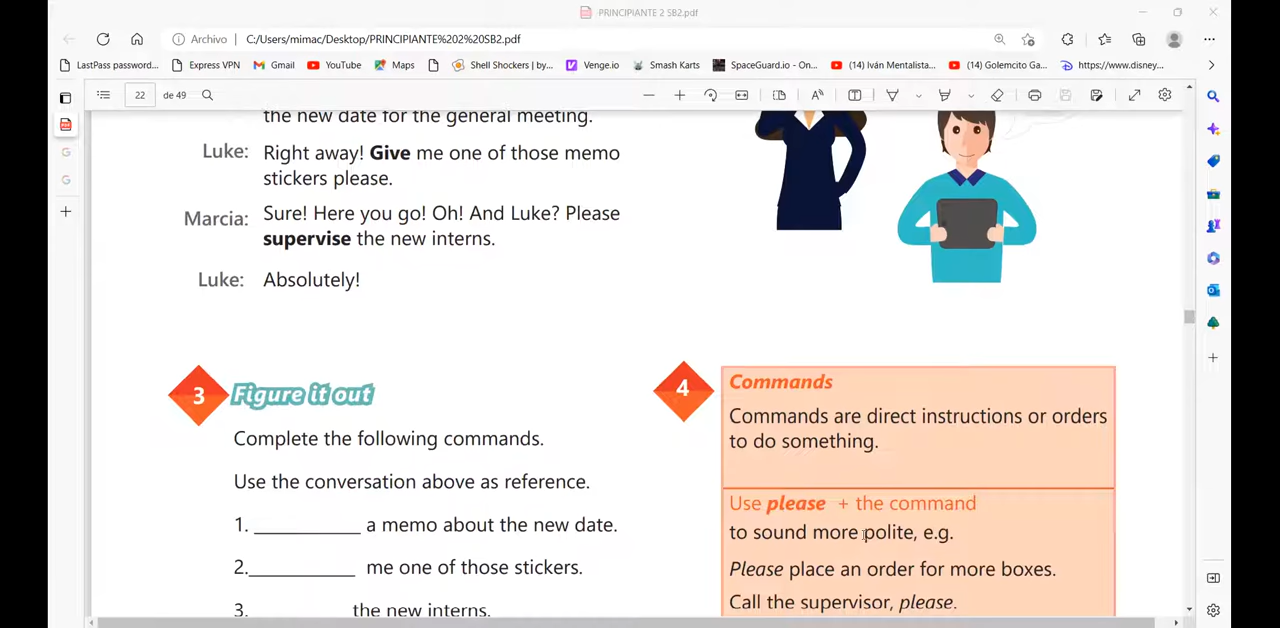 PRINCIPIANTE 2 SB2.pdf
Archivo
C:/Users/mimac/Desktop/PRINCIPIANTE%202%20SB2.pdf
LastPass password...
Express VPN
Gmail
YouTube
Maps
Shell Shockers | by...
Venge.io
Smash Karts
SpaceGuard.io - On...
(14) Iván Mentalista...
(14) Golemcito Ga...
https://www.disney...
22
de 49
the new date for the general meeting.
Luke: Right away! Give me one of those memo
stickers please.
Marcia: Sure! Here you go! Oh! And Luke? Please
supervise the new interns.
Luke: Absolutely!
3 Figure it out
Complete the following commands.
Use the conversation above as reference.
1. ___________ a memo about the new date.
2.___________ me one of those stickers.
3. ___________ the new interns.
4
Commands
Commands are direct instructions or orders
to do something.
Use please + the command
to sound more polite, e.g.
Please place an order for more boxes.
Call the supervisor, please.